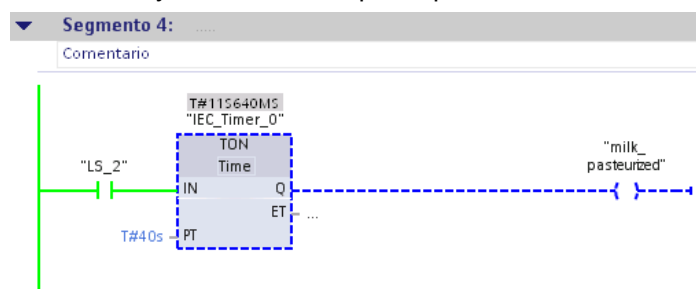 Segmento 4: .....
Comentario
T#11S640MS
"IEC_Timer_0"
TON
Time
"LS_2"
IN
Q
"milk_
pasteurized"
ET
...
T#40s
PT